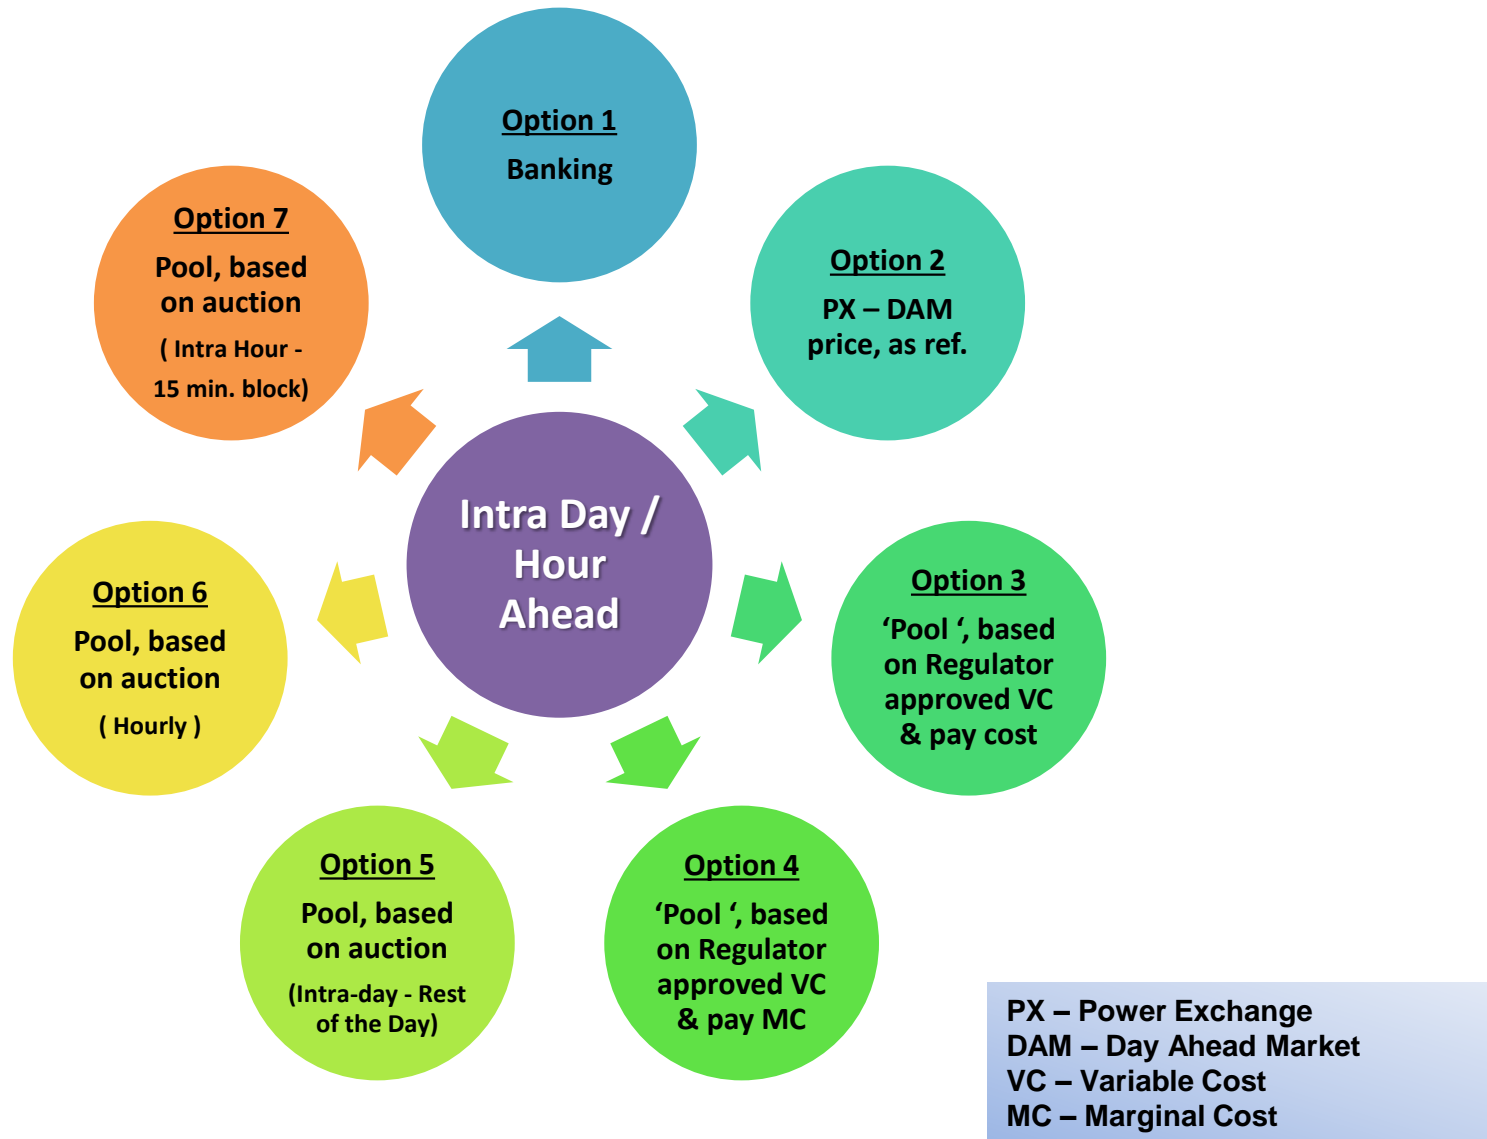 Option 1
Banking
Option 2
PX – DAM
price, as ref.
Option 3
‘Pool ‘, based
on Regulator
approved VC
& pay cost
Option 4
‘Pool ‘, based
on Regulator
approved VC
& pay MC
Option 5
Pool, based
on auction
(Intra-day - Rest
of the Day)
Option 6
Pool, based
on auction
( Hourly )
Option 7
Pool, based
on auction
( Intra Hour -
15 min. block)
Intra Day /
Hour
Ahead
PX – Power Exchange
DAM – Day Ahead Market
VC – Variable Cost
MC – Marginal Cost